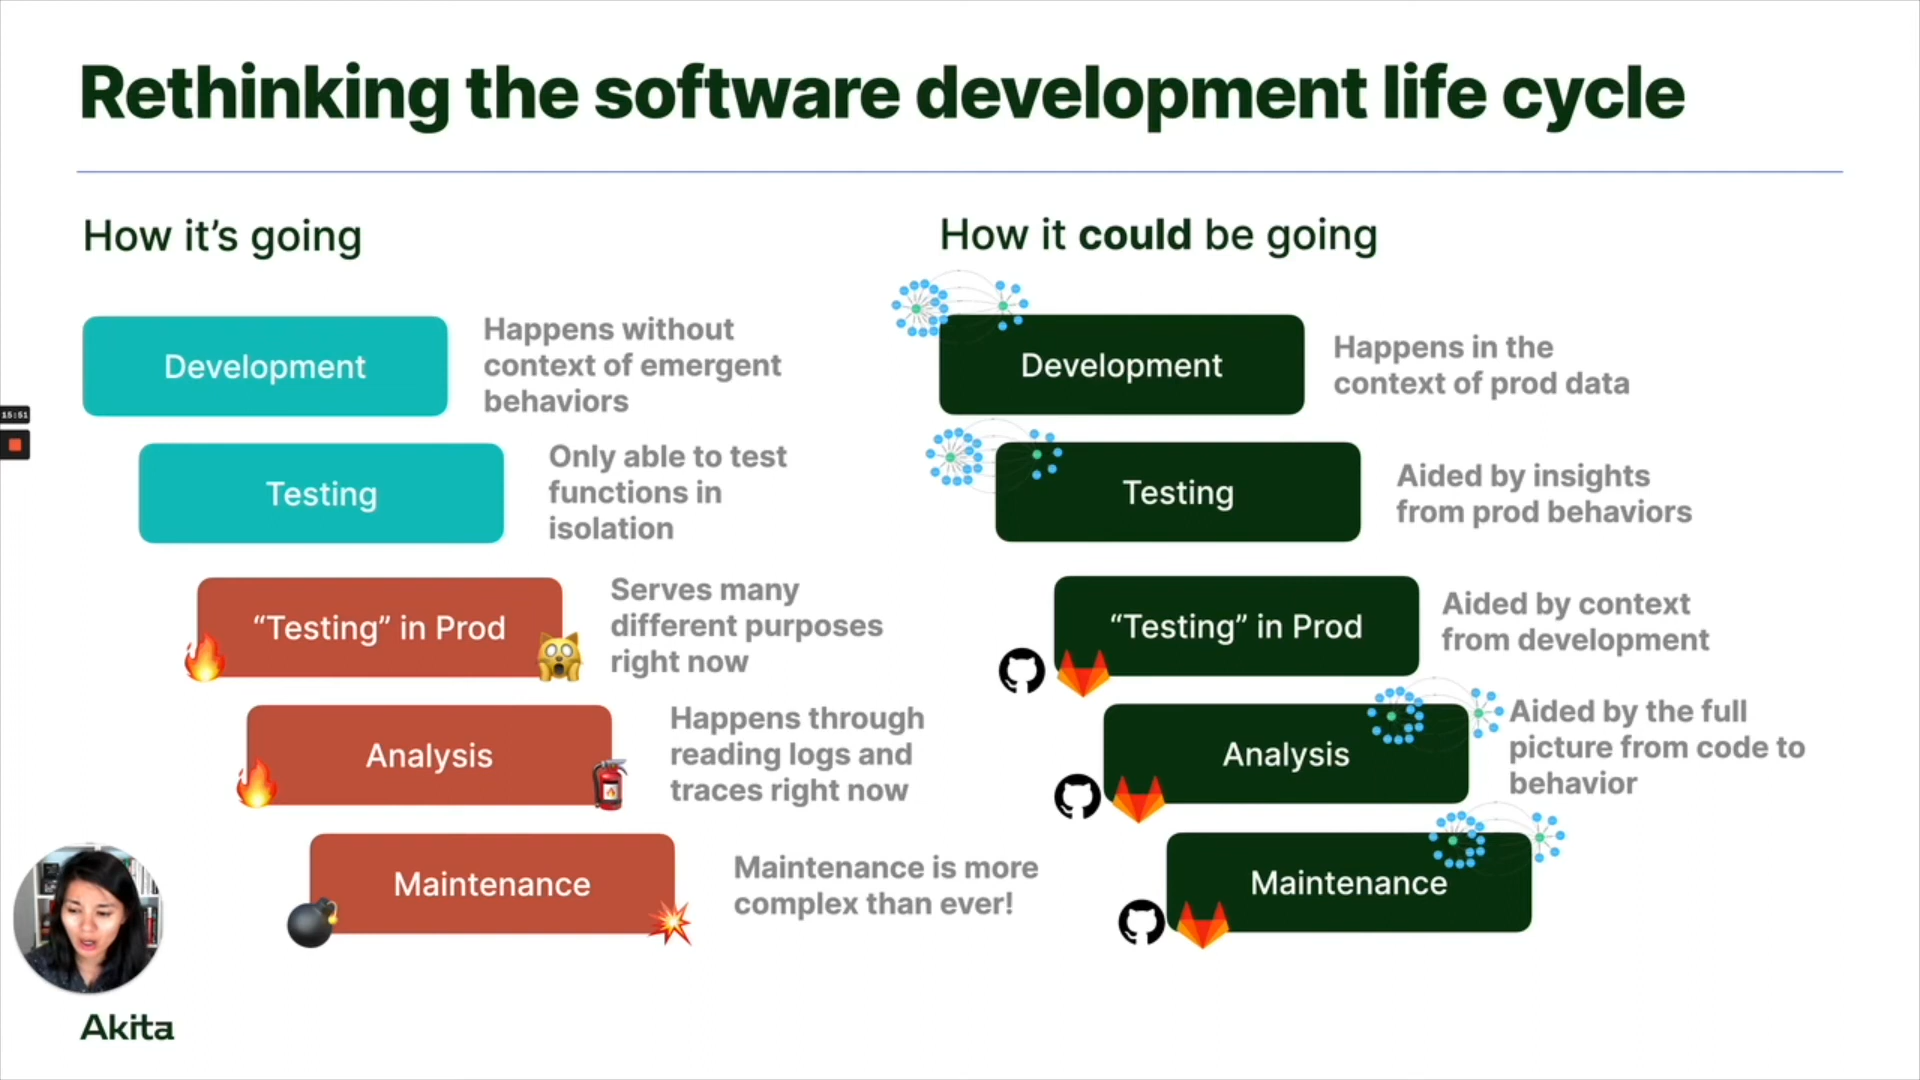 Rethinking the software development life cycle
How it's going
Development
Happens without
context of emergent
behaviors
Testing
Only able to test
functions in
isolation
“Testing” in Prod
Serves many
different purposes
right now
Analysis
Happens through
reading logs and
traces right now
Maintenance
Maintenance is more
complex than ever!
How it could be going
Development
Happens in the
context of prod data
Testing
Aided by insights
from prod behaviors
“Testing” in Prod
Aided by context
from development
Analysis
Aided by the full
picture from code to
behavior
Maintenance
15:51
Akita